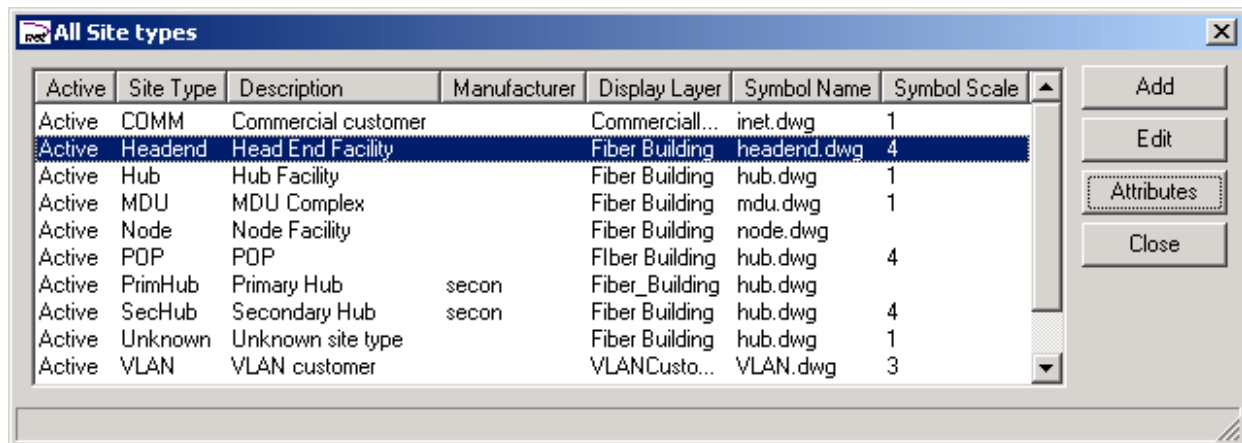 All Site types
Active Site Type Description Manufacturer Display Layer Symbol Name Symbol Scale
Active COMM Commercial customer Commerciall... inet.dwg 1
Active Headend Head End Facility Fiber Building headend.dwg 4
Active Hub Hub Facility Fiber Building hub.dwg 1
Active MDU MDU Complex Fiber Building mdu.dwg 1
Active Node Node Facility Fiber Building node.dwg
Active POP POP FIber Building hub.dwg 4
Active PrimHub Primary Hub secon Fiber_Building hub.dwg
Active SecHub Secondary Hub secon Fiber Building hub.dwg 4
Active Unknown Unknown site type Fiber Building hub.dwg 1
Active VLAN VLAN customer VLANCusto... VLAN.dwg 3
Add
Edit
Attributes
Close